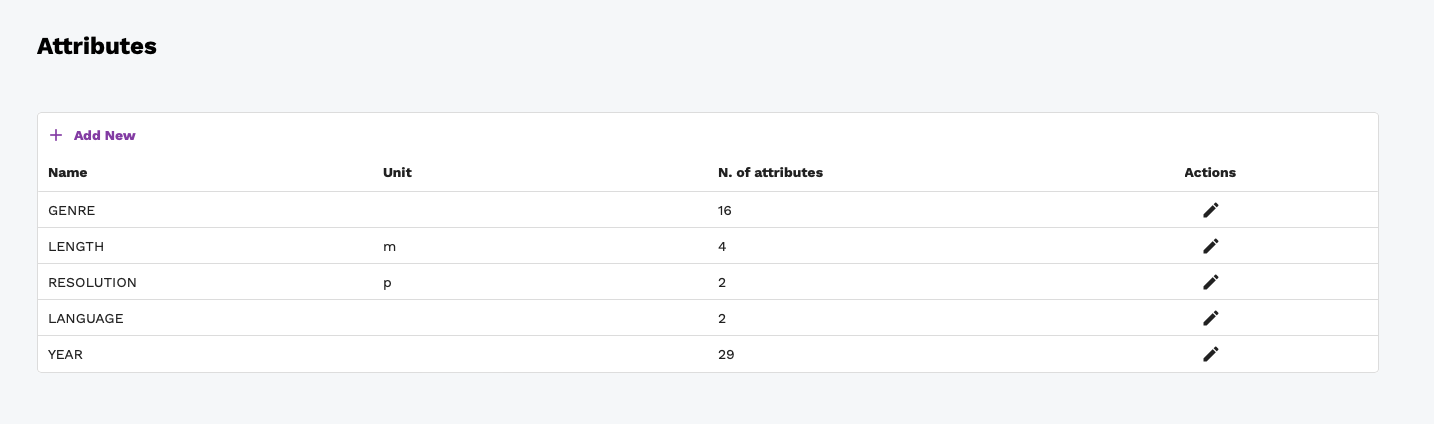 Attributes
Add New
Name Unit N. of attributes Actions
GENRE 16
LENGTH m 4
RESOLUTION p 2
LANGUAGE 2
YEAR 29